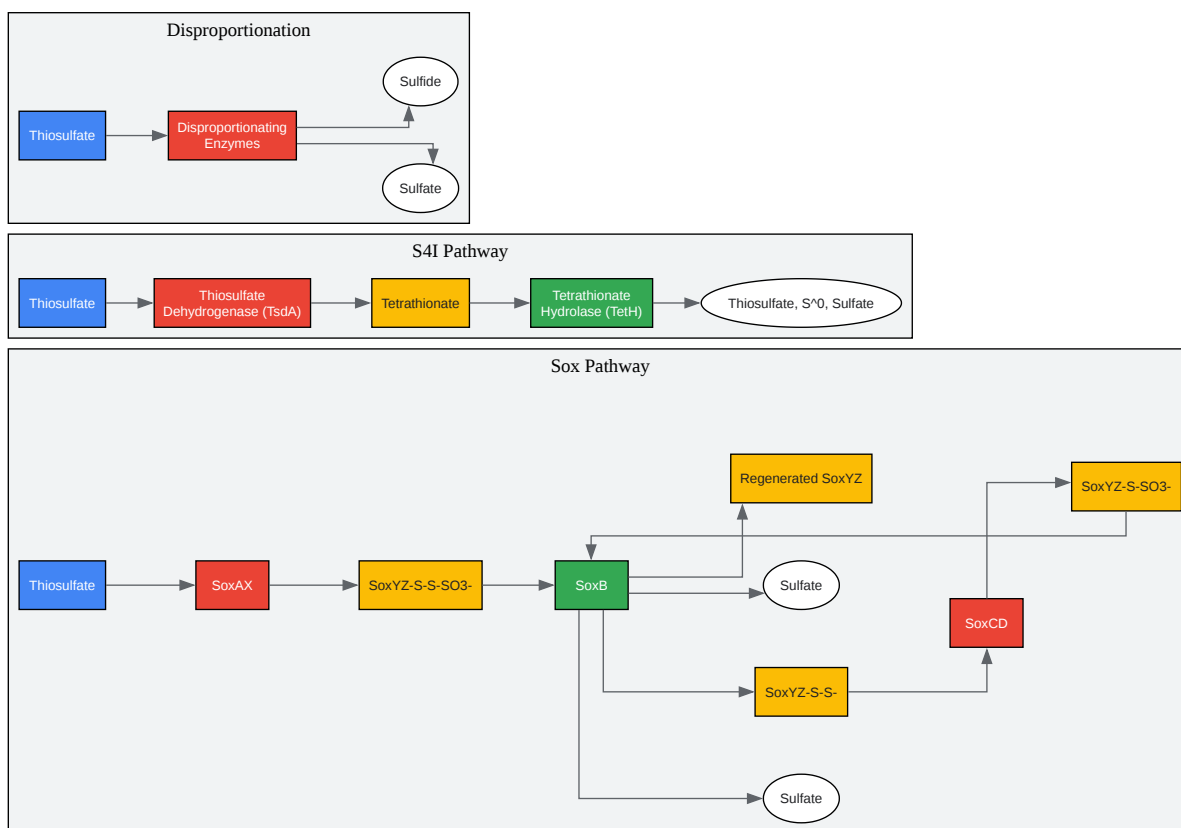 Disproportionation
Sulfide
Thiosulfate
Disproportionating
Enzymes
Sulfate
S4I Pathway
Thiosulfate
Thiosulfate
Dehydrogenase (TsdA)
Tetrathionate
Tetrathionate
Hydrolase (TetH)
Thiosulfate, S^0, Sulfate
Sox Pathway
Regenerated SoxYZ
SoxYZ-S-SO3-
Thiosulfate
SoxAX
SoxYZ-S-S-SO3-
SoxB
Sulfate
SoxCD
SoxYZ-S-S-
Sulfate